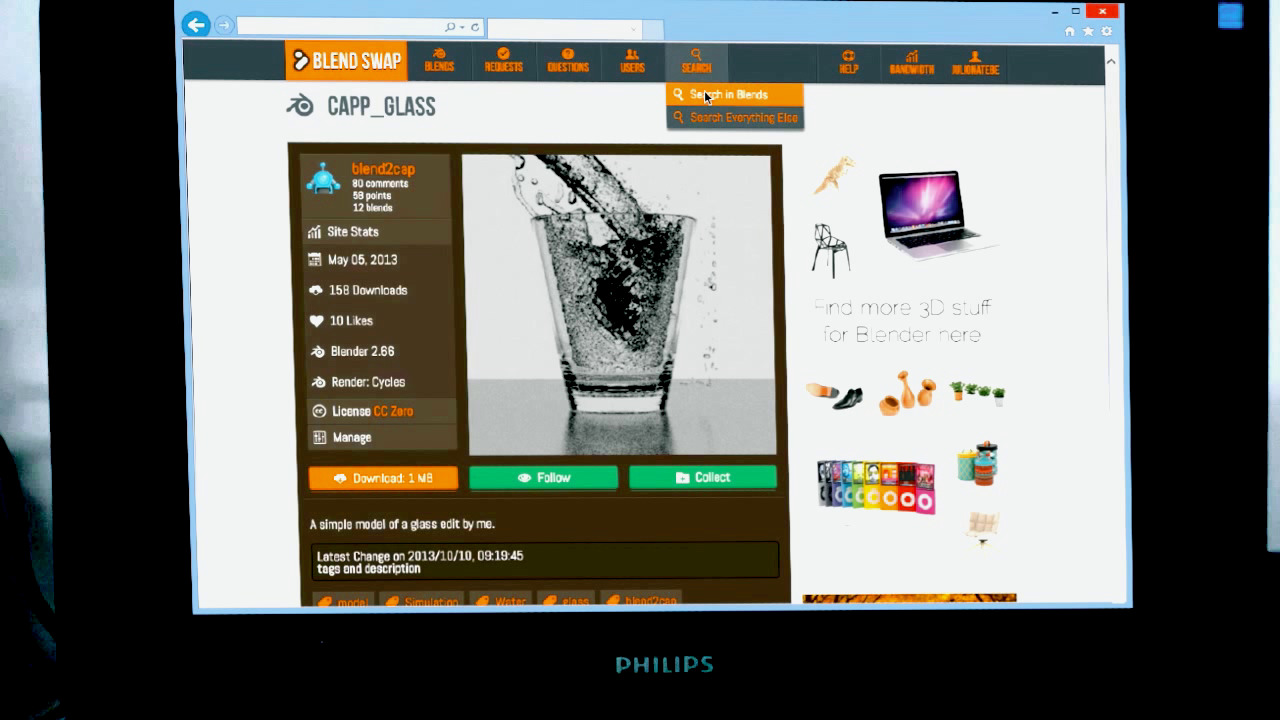 BLEND SWAP
BLENDS
REQUESTS
QUESTIONS
USERS
SEARCH
HELP
BANDWIDTH
JULIONATEBE
Search in Blends
Search Everything Else
CAPP_GLASS
blend2cap
80 comments
58 points
12 blends
Site Stats
May 05, 2013
158 Downloads
10 Likes
Blender 2.66
Render: Cycles
License CC Zero
Manage
Download: 1 MB
Follow
Collect
Find more 3D stuff
for Blender here
A simple model of a glass edit by me.
Latest Change on 2013/10/10, 09:19:45
tags and description
model
Simulation
Water
glass
blend2cap
PHILIPS